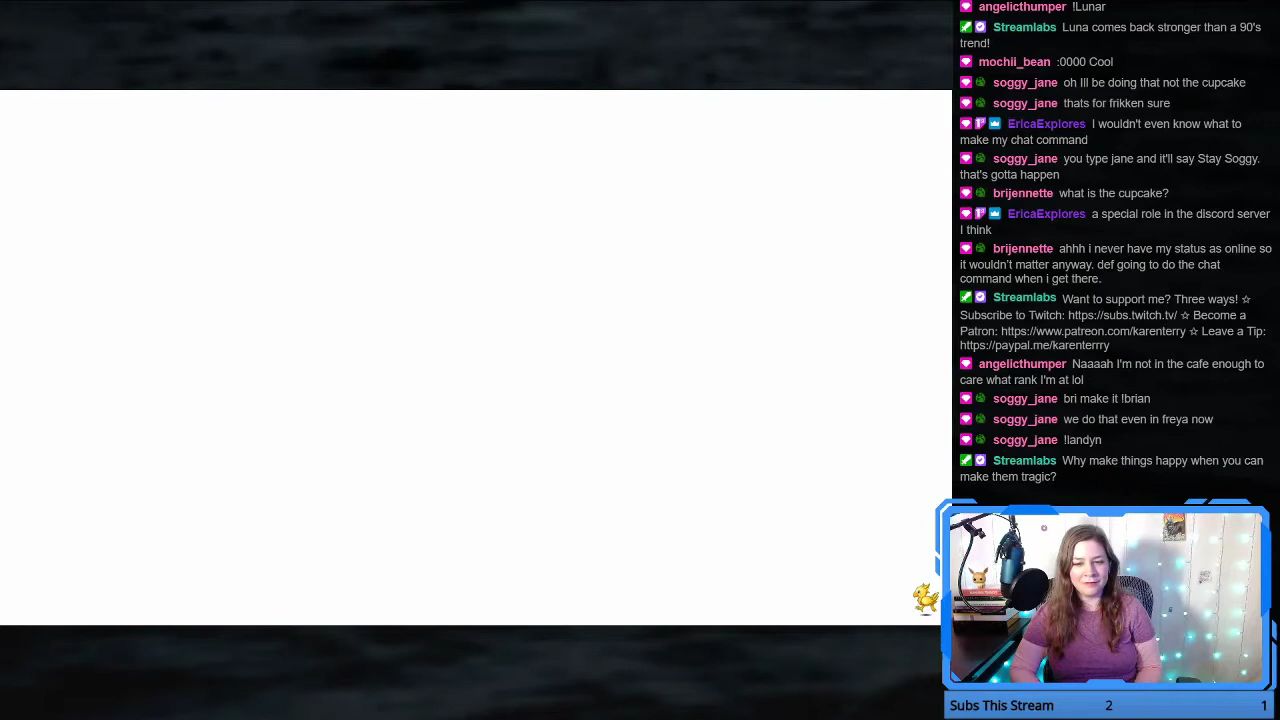 angelicthumper !Lunar
Streamlabs Luna comes back stronger than a 90's
trend!
mochii_bean :0000 Cool
soggy_jane oh Ill be doing that not the cupcake
soggy_jane thats for frikken sure
EricaExplores I wouldn't even know what to
make my chat command
soggy_jane you type jane and it'll say Stay Soggy.
that's gotta happen
brijennette what is the cupcake?
EricaExplores a special role in the discord server
I think
brijennette ahhh i never have my status as online so
it wouldn't matter anyway. def going to do the chat
command when i get there.
Streamlabs Want to support me? Three ways! ☆
Subscribe to Twitch: https://subs.twitch.tv/ ☆ Become a
Patron: https://www.patreon.com/karenterry ☆ Leave a Tip:
https://paypal.me/karenterrry
angelicthumper Naaaah I'm not in the cafe enough to
care what rank I'm at lol
soggy_jane bri make it !brian
soggy_jane we do that even in freya now
soggy_jane !landyn
Streamlabs Why make things happy when you can
make them tragic?
Subs This Stream 2 1